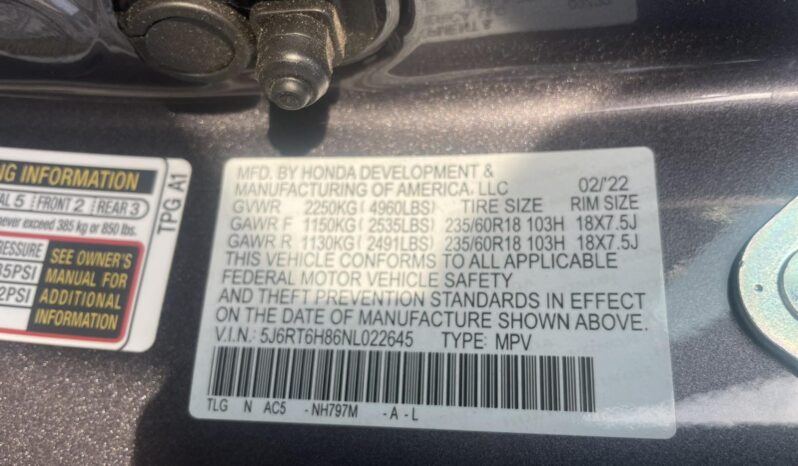 NG INFORMATION
AL 5 FRONT 2 REAR 3
never exceed 385 kg or 850 lbs.
PRESSURE
35PSI
2PSI
SEE OWNER'S
MANUAL FOR
ADDITIONAL
INFORMATION
TPG A1
MFD. BY HONDA DEVELOPMENT &
MANUFACTURING OF AMERICA, LLC 02/'22
GVWR 2250KG (4960LBS) TIRE SIZE RIM SIZE
GAWR F 1150KG (2535LBS) 235/60R18 103H 18X7.5J
GAWR R 1130KG (2491LBS) 235/60R18 103H 18X7.5J
THIS VEHICLE CONFORMS TO ALL APPLICABLE
FEDERAL MOTOR VEHICLE SAFETY
AND THEFT PREVENTION STANDARDS IN EFFECT
ON THE DATE OF MANUFACTURE SHOWN ABOVE.
V.I.N.: 5J6RT6H86NL022645 TYPE: MPV
TLG N AC5 - NH797M - A - L